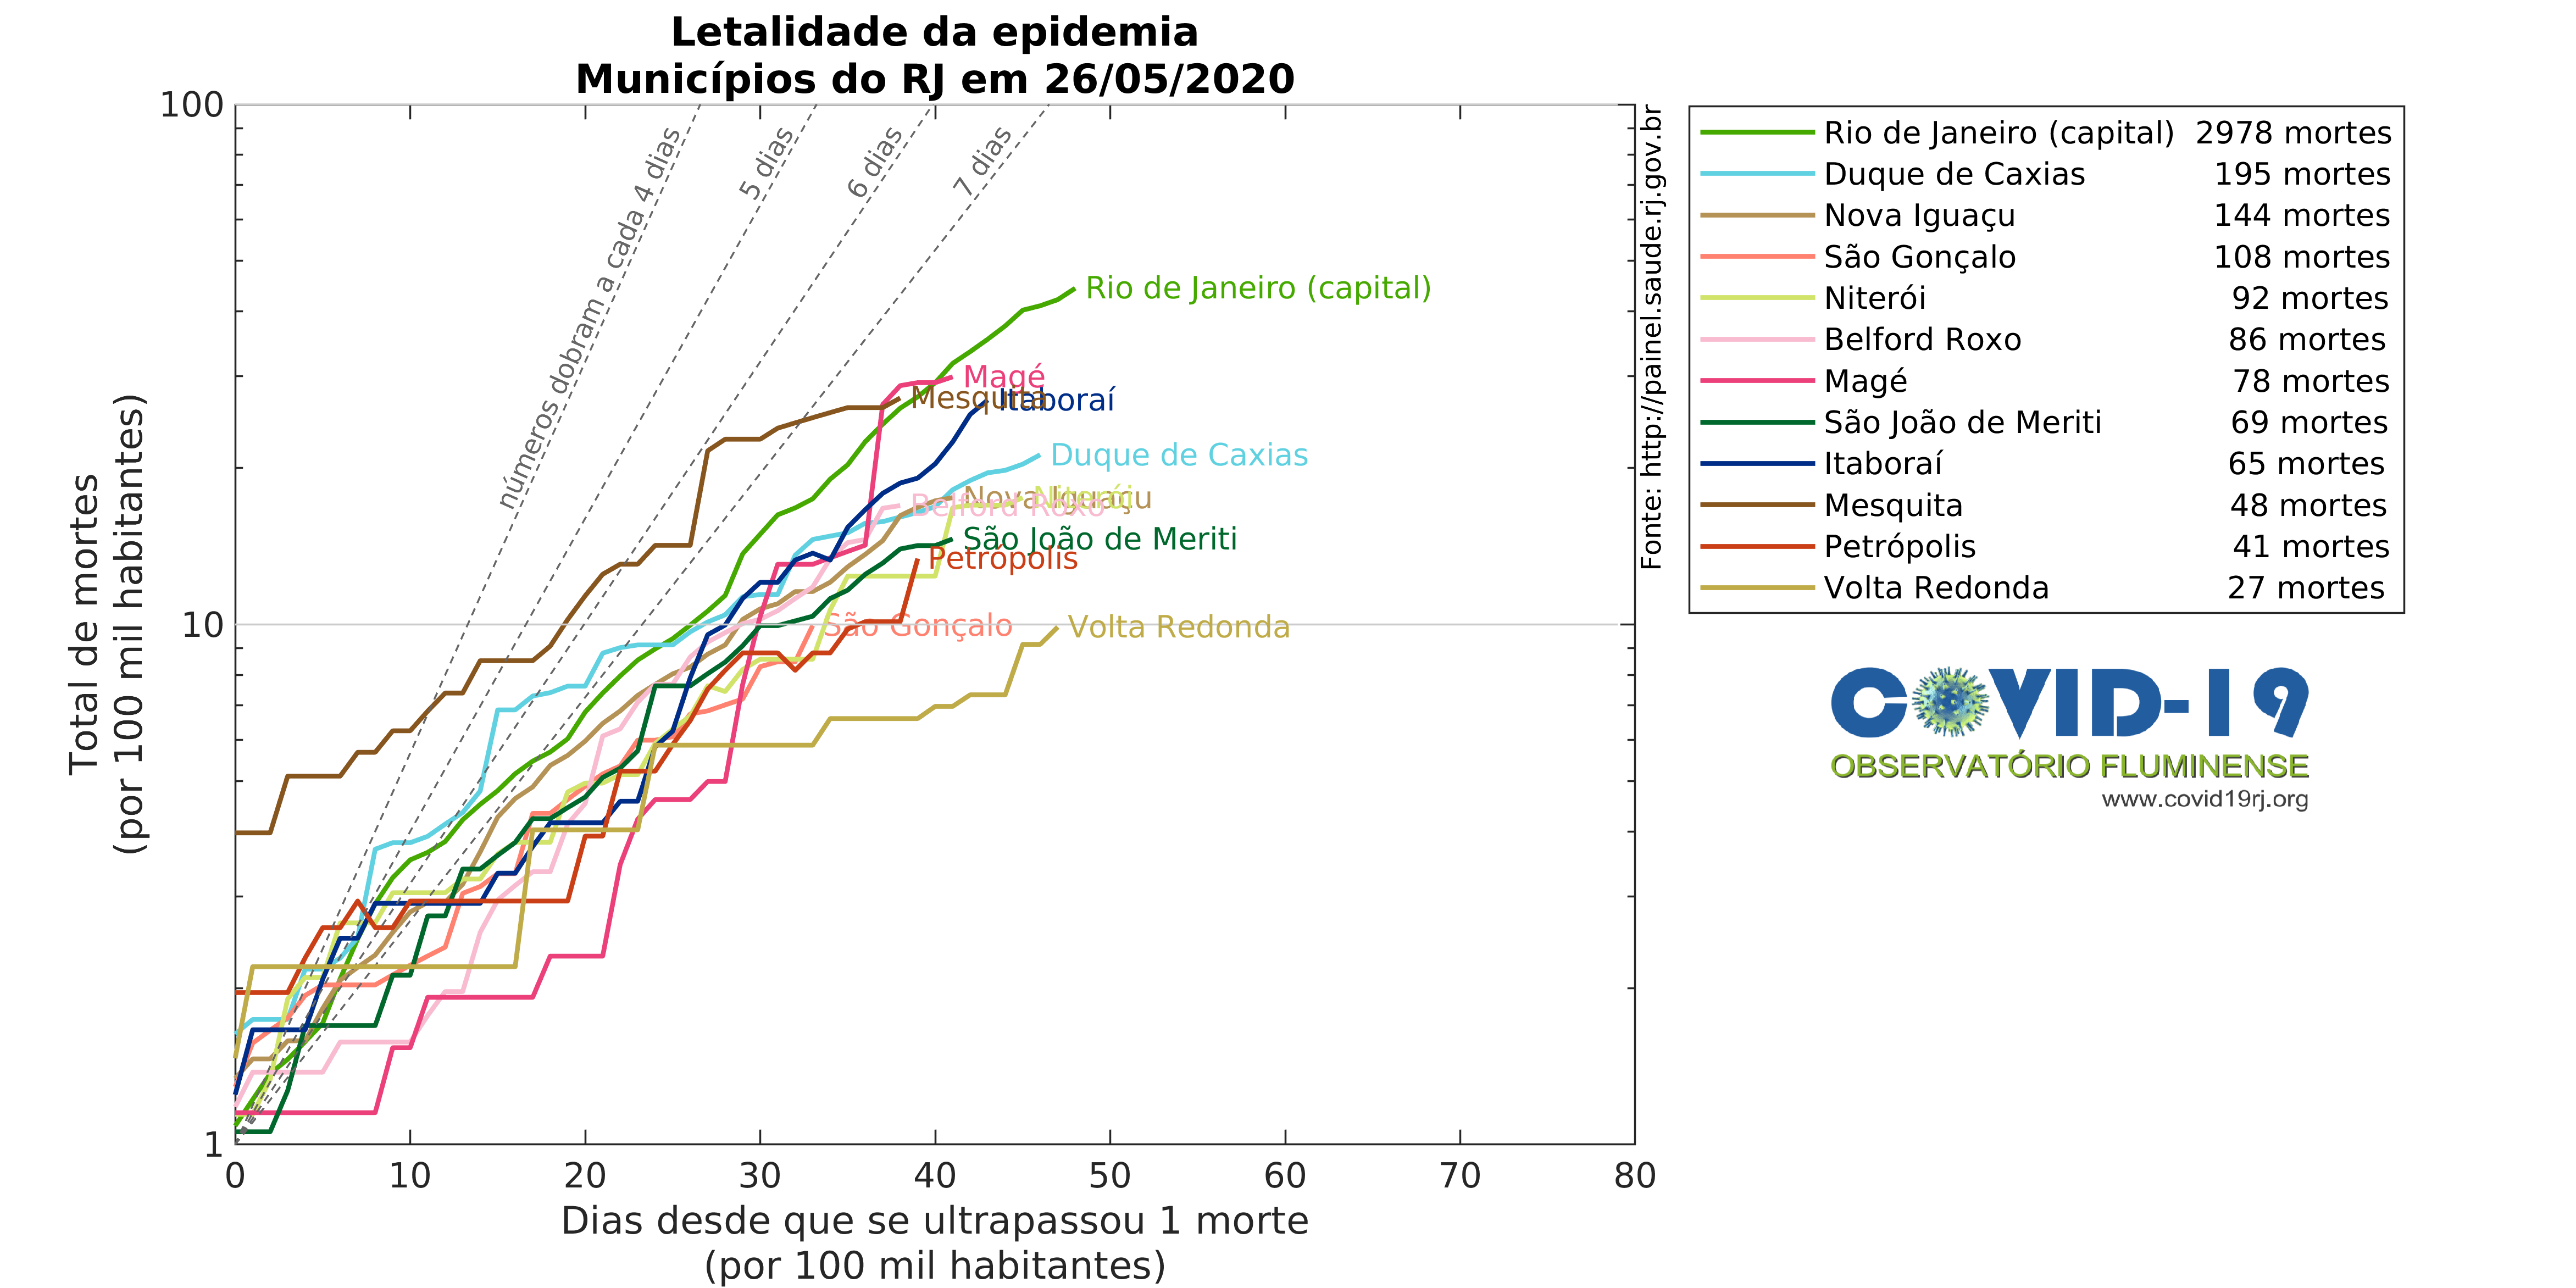 Letalidade da epidemia
Municípios do RJ em 26/05/2020
Total de mortes
(por 100 mil habitantes)
100
10
1
0 10 20 30 40 50 60 70 80
Dias desde que se ultrapassou 1 morte
(por 100 mil habitantes)
números dobram a cada 4 dias
5 dias
6 dias
7 dias
Rio de Janeiro (capital)
Magé
Mesquita
Itaboraí
Duque de Caxias
Nova Iguaçu
Niterói
Belford Roxo
São João de Meriti
Petrópolis
São Gonçalo
Volta Redonda
Fonte: http://painel.saude.rj.gov.br
Rio de Janeiro (capital) 2978 mortes
Duque de Caxias 195 mortes
Nova Iguaçu 144 mortes
São Gonçalo 108 mortes
Niterói 92 mortes
Belford Roxo 86 mortes
Magé 78 mortes
São João de Meriti 69 mortes
Itaboraí 65 mortes
Mesquita 48 mortes
Petrópolis 41 mortes
Volta Redonda 27 mortes
COVID-19
OBSERVATÓRIO FLUMINENSE
www.covid19rj.org